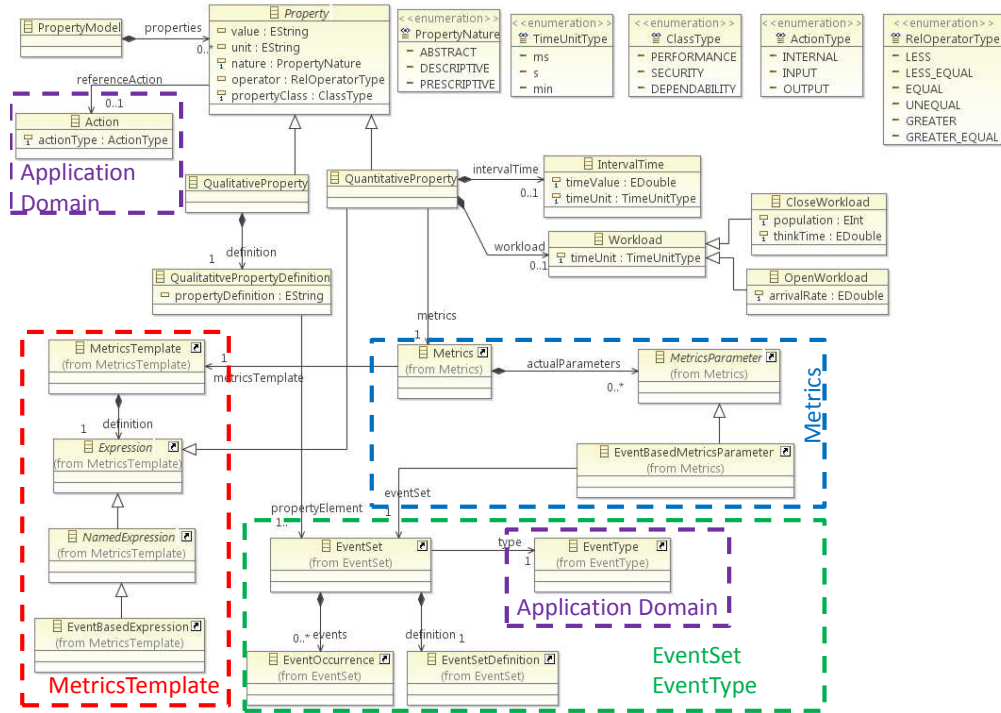 PropertyModel
properties
0..*
Property
value : EString
unit : EString
nature : PropertyNature
operator : RelOperatorType
propertyClass : ClassType
<<enumeration>>
PropertyNature
ABSTRACT
DESCRIPTIVE
PRESCRIPTIVE
<<enumeration>>
TimeUnitType
ms
s
min
<<enumeration>>
ClassType
PERFORMANCE
SECURITY
DEPENDABILITY
<<enumeration>>
ActionType
INTERNAL
INPUT
OUTPUT
<<enumeration>>
RelOperatorType
LESS
LESS_EQUAL
EQUAL
UNEQUAL
GREATER
GREATER_EQUAL
referenceAction
0..1
Action
actionType : ActionType
Application
Domain
QualitativeProperty
QuantitativeProperty
intervalTime
0..1
IntervalTime
timeValue : EDouble
timeUnit : TimeUnitType
workload
0..1
Workload
timeUnit : TimeUnitType
CloseWorkload
population : EInt
thinkTime : EDouble
OpenWorkload
arrivalRate : EDouble
definition
1
QualitatitvePropertyDefinition
propertyDefinition : EString
metrics
1
MetricsTemplate
(from MetricsTemplate)
1
metricsTemplate
Metrics
(from Metrics)
actualParameters
0..*
MetricsParameter
(from Metrics)
Metrics
definition
1
Expression
(from MetricsTemplate)
EventBasedMetricsParameter
(from Metrics)
eventSet
1
propertyElement
1..
NamedExpression
(from MetricsTemplate)
EventSet
(from EventSet)
type
1
EventType
(from EventType)
Application Domain
EventBasedExpression
(from MetricsTemplate)
MetricsTemplate
0..*
events
definition
1
EventOccurrence
(from EventSet)
EventSetDefinition
(from EventSet)
EventSet
EventType